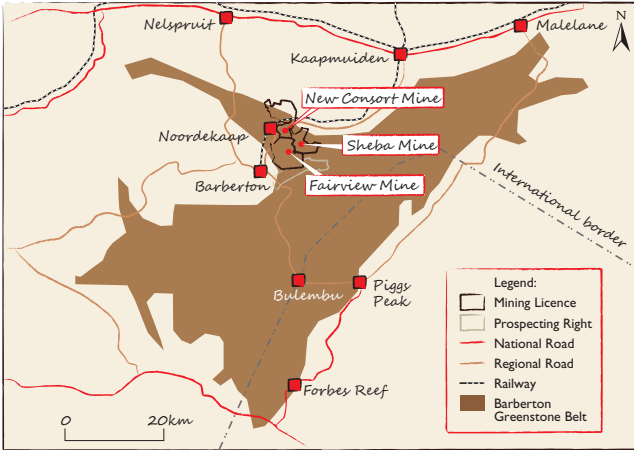 Nelspruit
N
Malelane
Kaapmuiden
New Consort Mine
Noordekaap
Sheba Mine
Barberton
Fairview Mine
International border
Bulembu
Piggs
Peak
Forbes Reef
Legend:
Mining Licence
Prospecting Right
National Road
Regional Road
Railway
Barberton
Greenstone Belt
0
20km